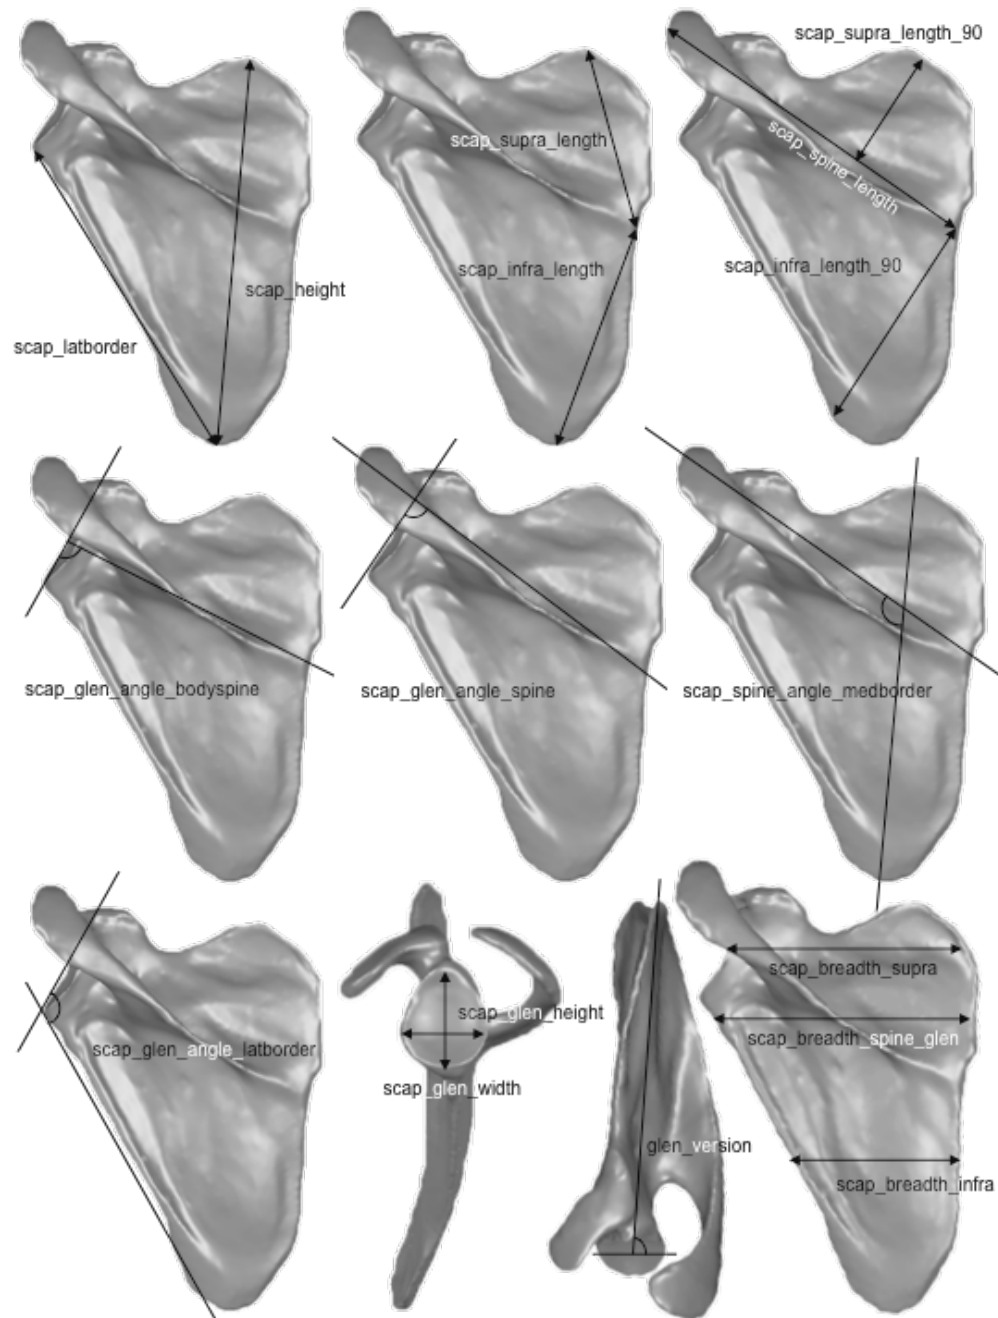 scap_supra_length_90
scap_supra_length
scap_spine_length
scap_infra_length
scap_infra_length_90
scap_height
scap_latborder
scap_glen_angle_bodyspine
scap_glen_angle_spine
scap_spine_angle_medborder
scap_breadth_supra
scap_glen_height
scap_breadth_spine_glen
scap_glen_angle_latborder
scap_glen_width
glen_version
scap_breadth_infra